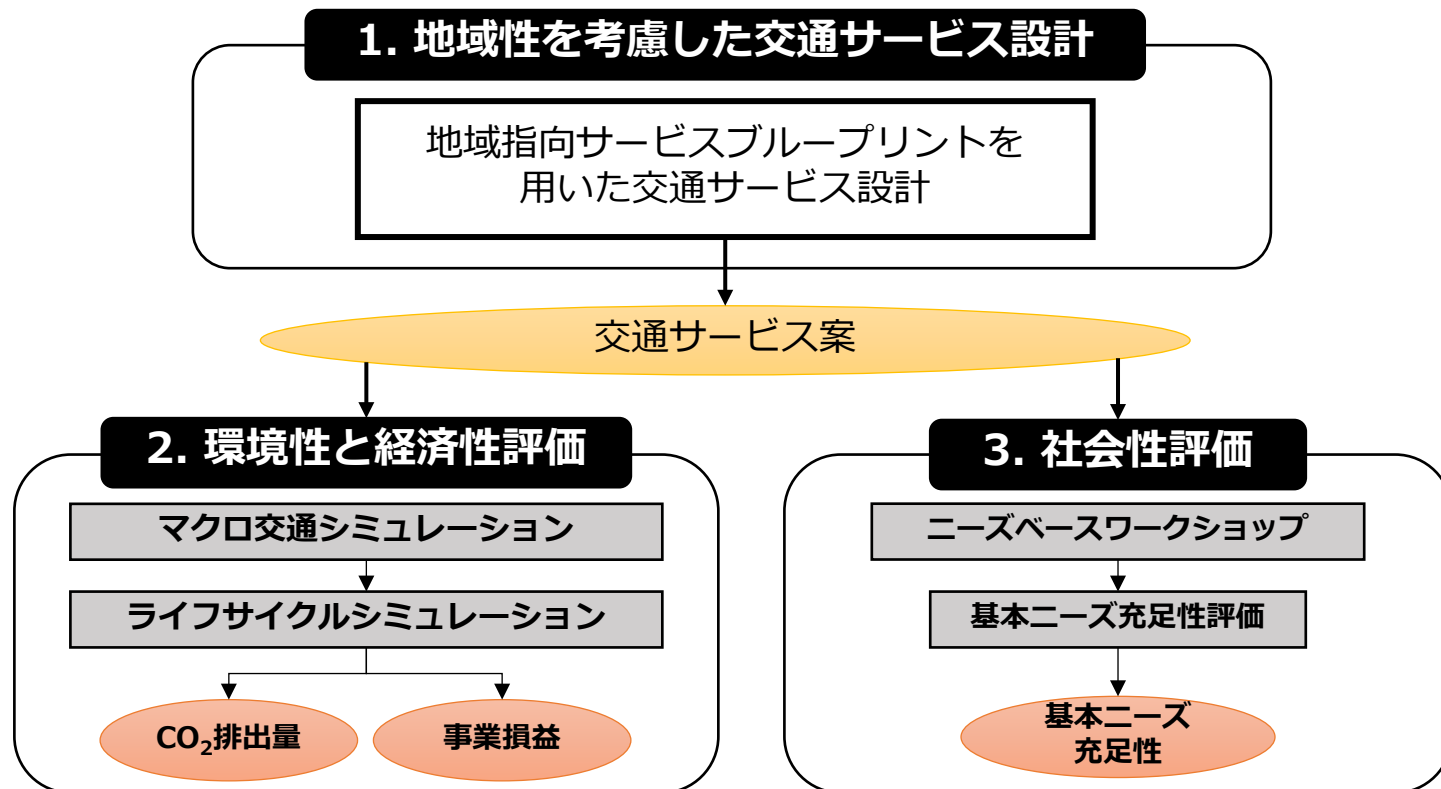 1. 地域性を考慮した交通サービス設計
地域指向サービスブループリントを
用いた交通サービス設計
交通サービス案
2. 環境性と経済性評価
マクロ交通シミュレーション
ライフサイクルシミュレーション
CO₂排出量
事業損益
3. 社会性評価
ニーズベースワークショップ
基本ニーズ充足性評価
基本ニーズ
充足性